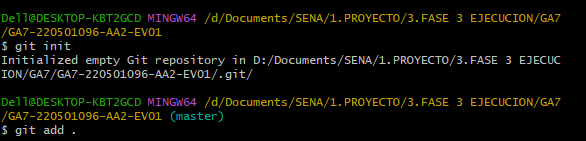 Dell@DESKTOP-KBT2GCD MINGW64 /d/Documents/SENA/1.PROYECTO/3.FASE 3 EJECUCION/GA7
/GA7-220501096-AA2-EV01
$ git init
Initialized empty Git repository in D:/Documents/SENA/1.PROYECTO/3.FASE 3 EJECUC
ION/GA7/GA7-220501096-AA2-EV01/.git/
Dell@DESKTOP-KBT2GCD MINGW64 /d/Documents/SENA/1.PROYECTO/3.FASE 3 EJECUCION/GA7
/GA7-220501096-AA2-EV01 (master)
$ git add .